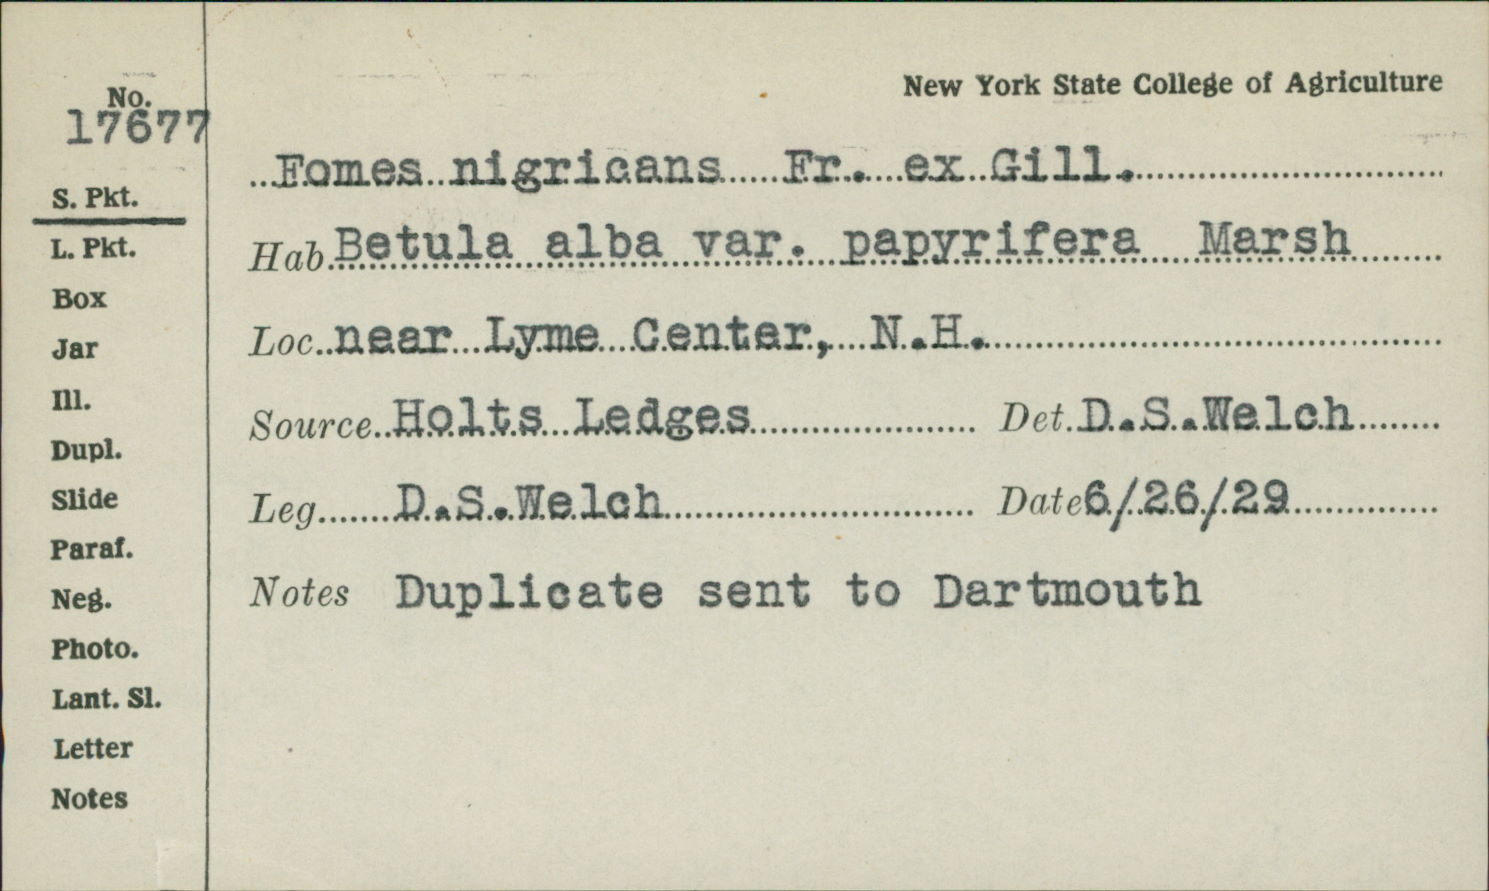 New York State College of Agriculture
No.
17677
S. Pkt.
L. Pkt.
Box
Jar
Ill.
Dupl.
Slide
Paraf.
Neg.
Photo.
Lant. Sl.
Letter
Notes
Fomes nigricans Fr. ex Gill.
Hab. Betula alba var. papyrifera Marsh
Loc. near Lyme Center, N.H.
Source Holts Ledges Det. D.S.Welch
Leg. D.S.Welch Date 6/26/29
Notes Duplicate sent to Dartmouth